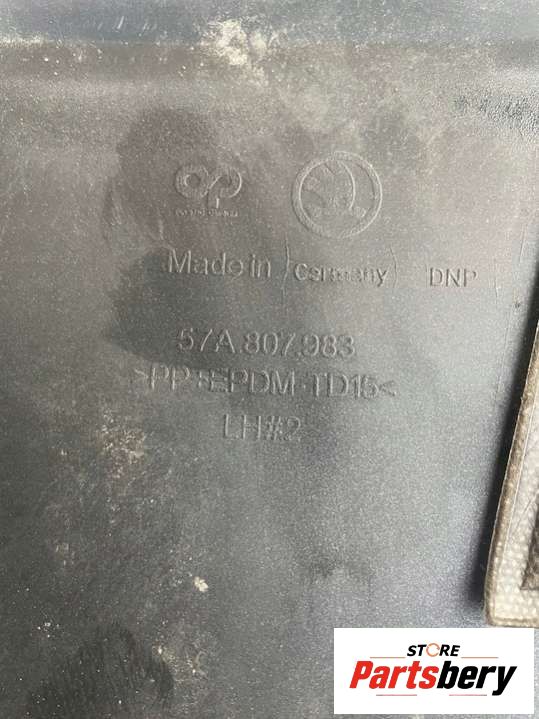 Made in (Germany) DNP
57A.807.983
>PP+EPDM-TD15<
LH#2
STORE
Partsbery